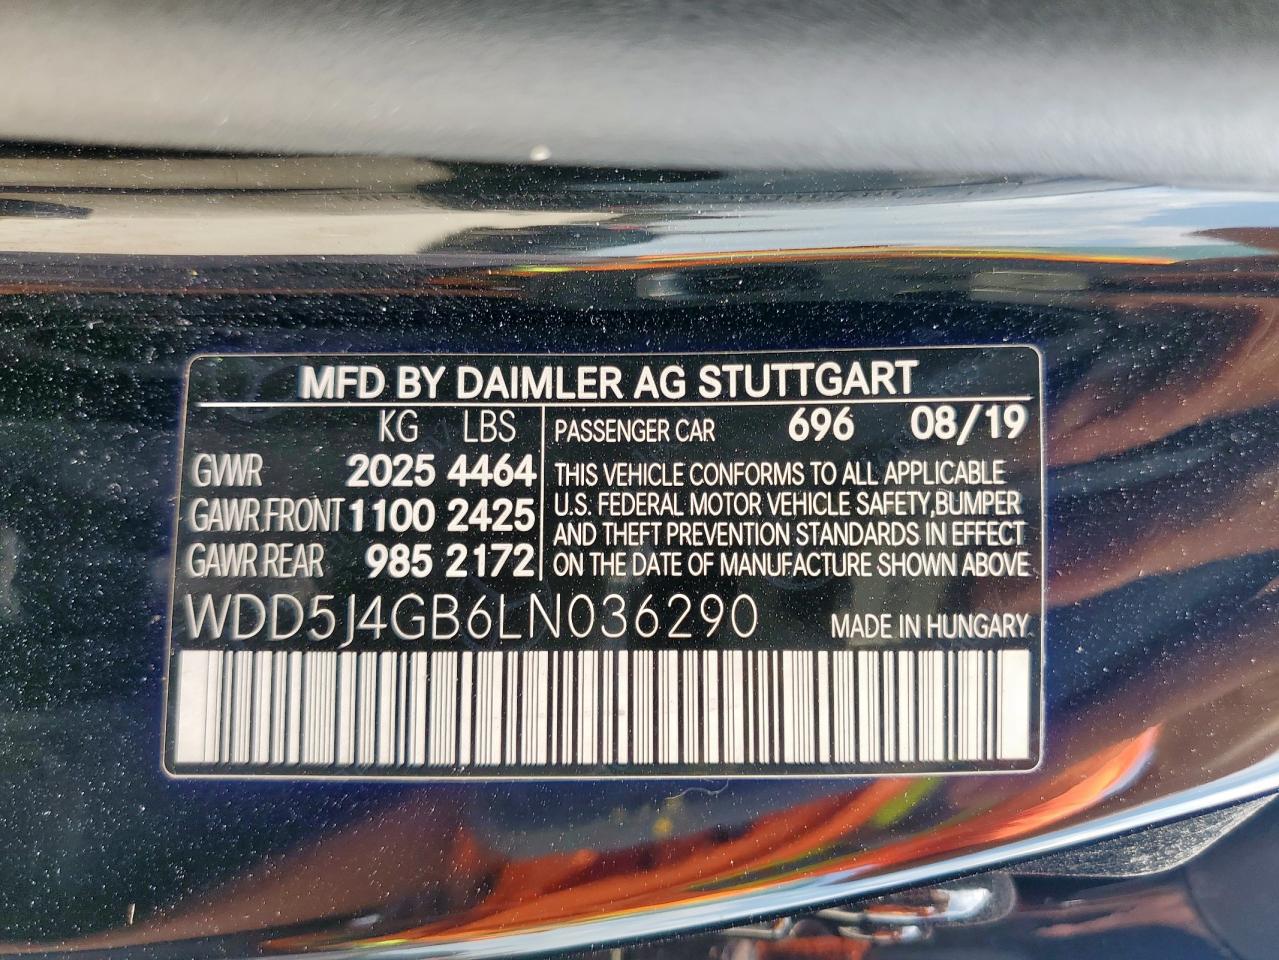 MFD BY DAIMLER AG STUTTGART
KG LBS
GVWR 2025 4464
GAWR FRONT 1100 2425
GAWR REAR 985 2172
PASSENGER CAR 696 08/19
THIS VEHICLE CONFORMS TO ALL APPLICABLE
U.S. FEDERAL MOTOR VEHICLE SAFETY, BUMPER
AND THEFT PREVENTION STANDARDS IN EFFECT
ON THE DATE OF MANUFACTURE SHOWN ABOVE
WDD5J4GB6LN036290
MADE IN HUNGARY